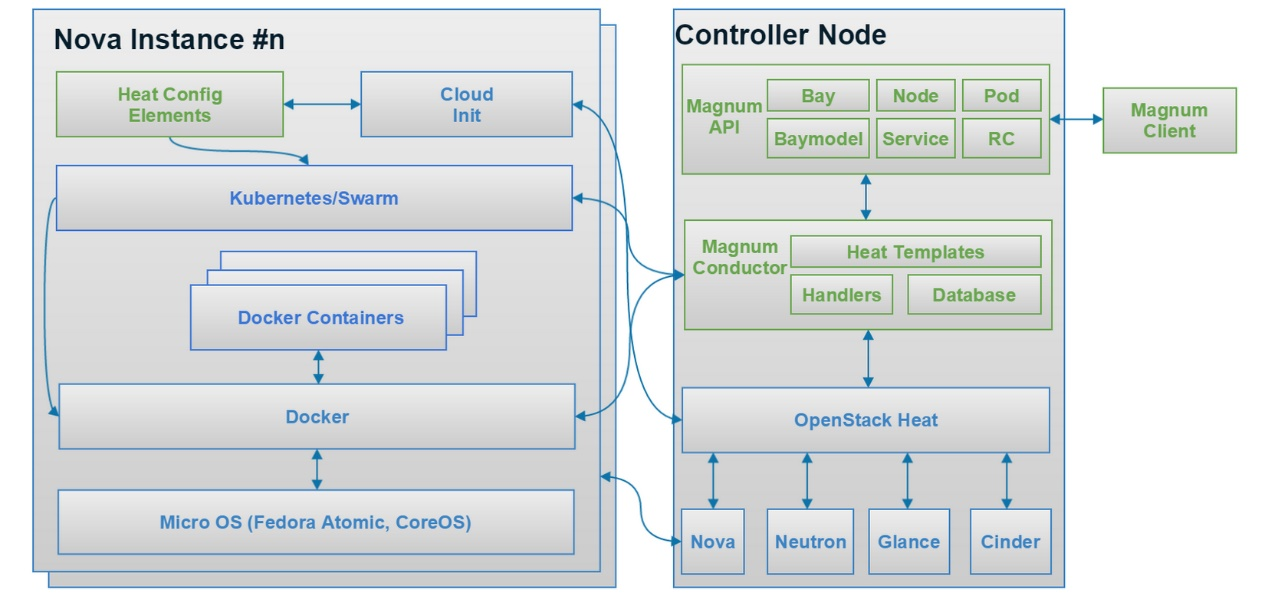 Nova Instance #n
Heat Config
Elements
Cloud
Init
Kubernetes/Swarm
Docker Containers
Docker
Micro OS (Fedora Atomic, CoreOS)
Controller Node
Magnum
API
Bay
Node
Pod
Baymodel
Service
RC
Magnum
Client
Magnum
Conductor
Heat Templates
Handlers
Database
OpenStack Heat
Nova
Neutron
Glance
Cinder